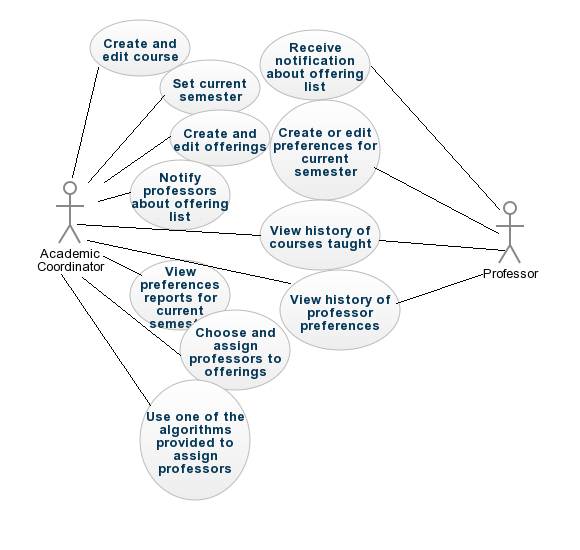 Create and
edit course
Receive
notification
about offering
list
Set current
semester
Create and
edit offerings
Create or edit
preferences for
current
semester
Notify
professors
about offering
list
View history of
courses taught
Academic
Coordinator
Professor
View
preferences
reports for
current
View history of
professor
preferences
Choose and
assign
professors to
offerings
Use one of the
algorithms
provided to
assign
professors